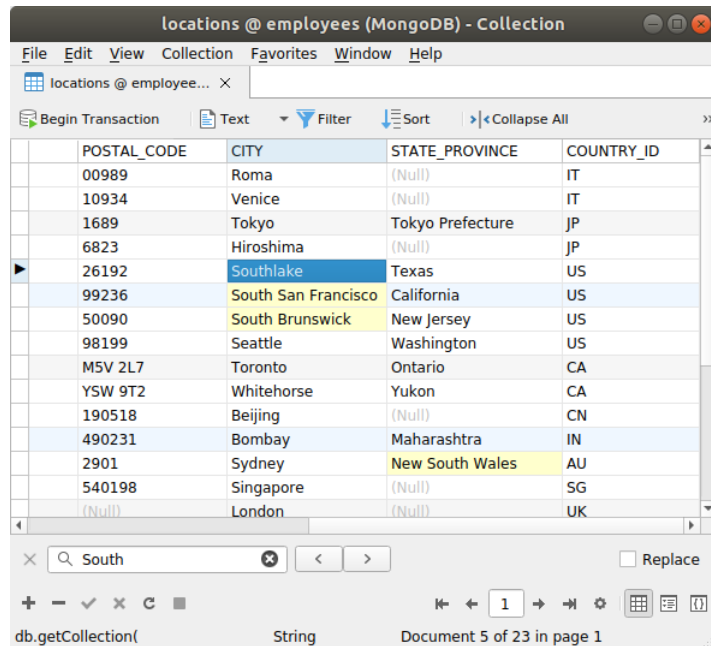 locations @ employees (MongoDB) - Collection
File Edit View Collection Favorites Window Help
locations @ employee... ×
Begin Transaction Text Filter Sort Collapse All »
POSTAL_CODE CITY STATE_PROVINCE COUNTRY_ID
00989 Roma (Null) IT
10934 Venice (Null) IT
1689 Tokyo Tokyo Prefecture JP
6823 Hiroshima (Null) JP
26192 Southlake Texas US
99236 South San Francisco California US
50090 South Brunswick New Jersey US
98199 Seattle Washington US
M5V 2L7 Toronto Ontario CA
YSW 9T2 Whitehorse Yukon CA
190518 Beijing (Null) CN
490231 Bombay Maharashtra IN
2901 Sydney New South Wales AU
540198 Singapore (Null) SG
(Null) London (Null) UK
South < > Replace
1
db.getCollection( String Document 5 of 23 in page 1